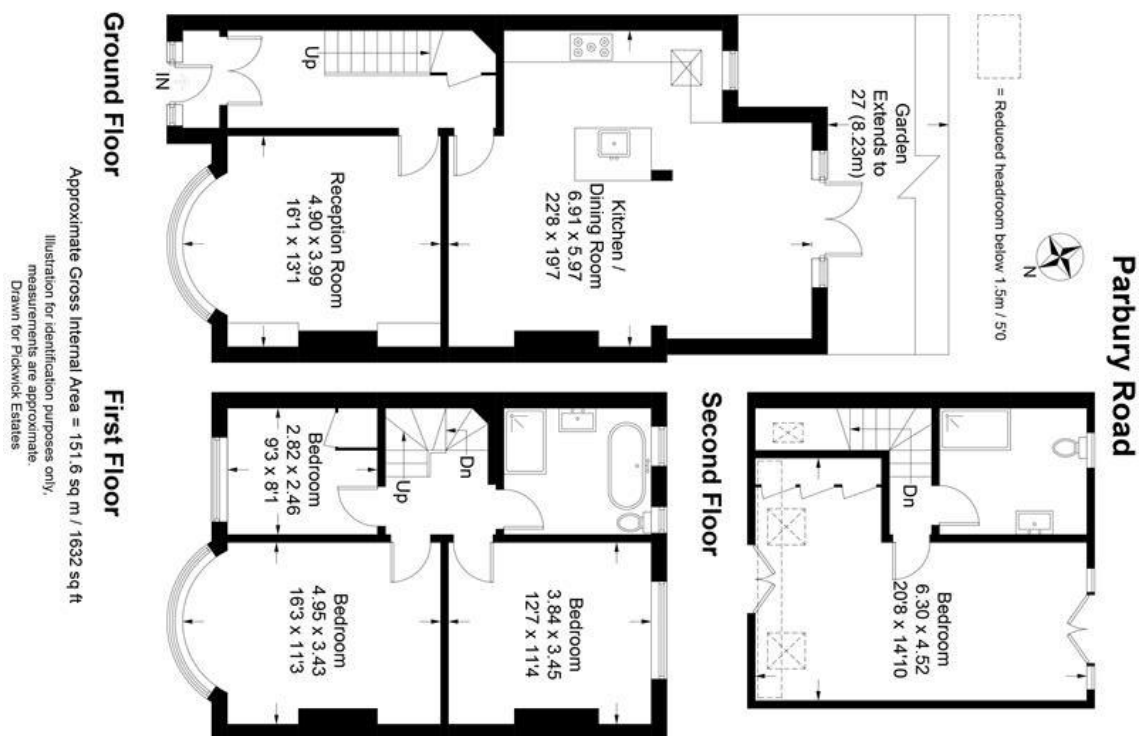 Parbury Road
N
= Reduced headroom below 1.5m / 5'0
Garden
Extends to
27 (8.23m)
Kitchen /
Dining Room
6.91 x 5.97
22'8 x 19'7
Up
IN
Reception Room
4.90 x 3.99
16'1 x 13'1
Ground Floor
Dn
Bedroom
6.30 x 4.52
20'8 x 14'10
Second Floor
Bedroom
3.84 x 3.45
12'7 x 11'4
Dn
Up
Bedroom
2.82 x 2.46
9'3 x 8'1
Bedroom
4.95 x 3.43
16'3 x 11'3
First Floor
Approximate Gross Internal Area = 151.6 sq m / 1632 sq ft
Illustration for identification purposes only,
measurements are approximate.
Drawn for Pickwick Estates